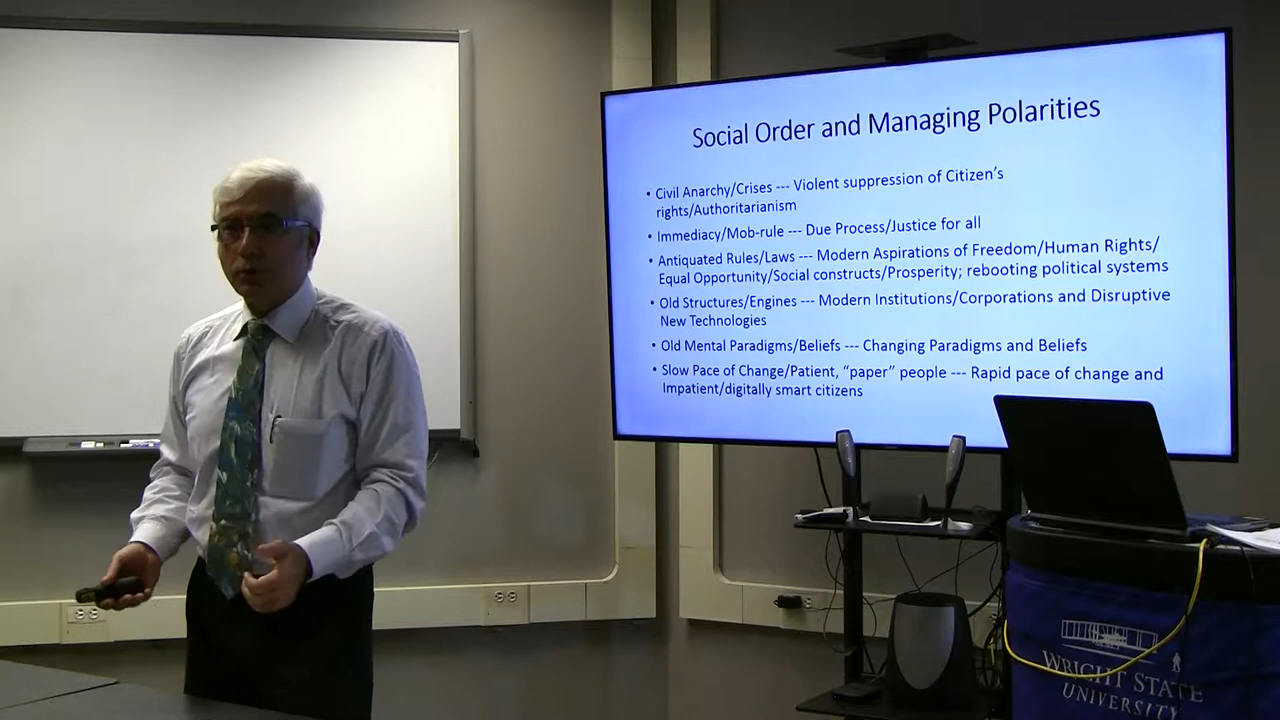 Social Order and Managing Polarities
• Civil Anarchy/Crises --- Violent suppression of Citizen's
rights/Authoritarianism
• Immediacy/Mob-rule --- Due Process/Justice for all
• Antiquated Rules/Laws --- Modern Aspirations of Freedom/Human Rights/
Equal Opportunity/Social constructs/Prosperity; rebooting political systems
• Old Structures/Engines --- Modern Institutions/Corporations and Disruptive
New Technologies
• Old Mental Paradigms/Beliefs --- Changing Paradigms and Beliefs
• Slow Pace of Change/Patient, “paper” people --- Rapid pace of change and
Impatient/digitally smart citizens
WRIGHT STATE
UNIVERSITY